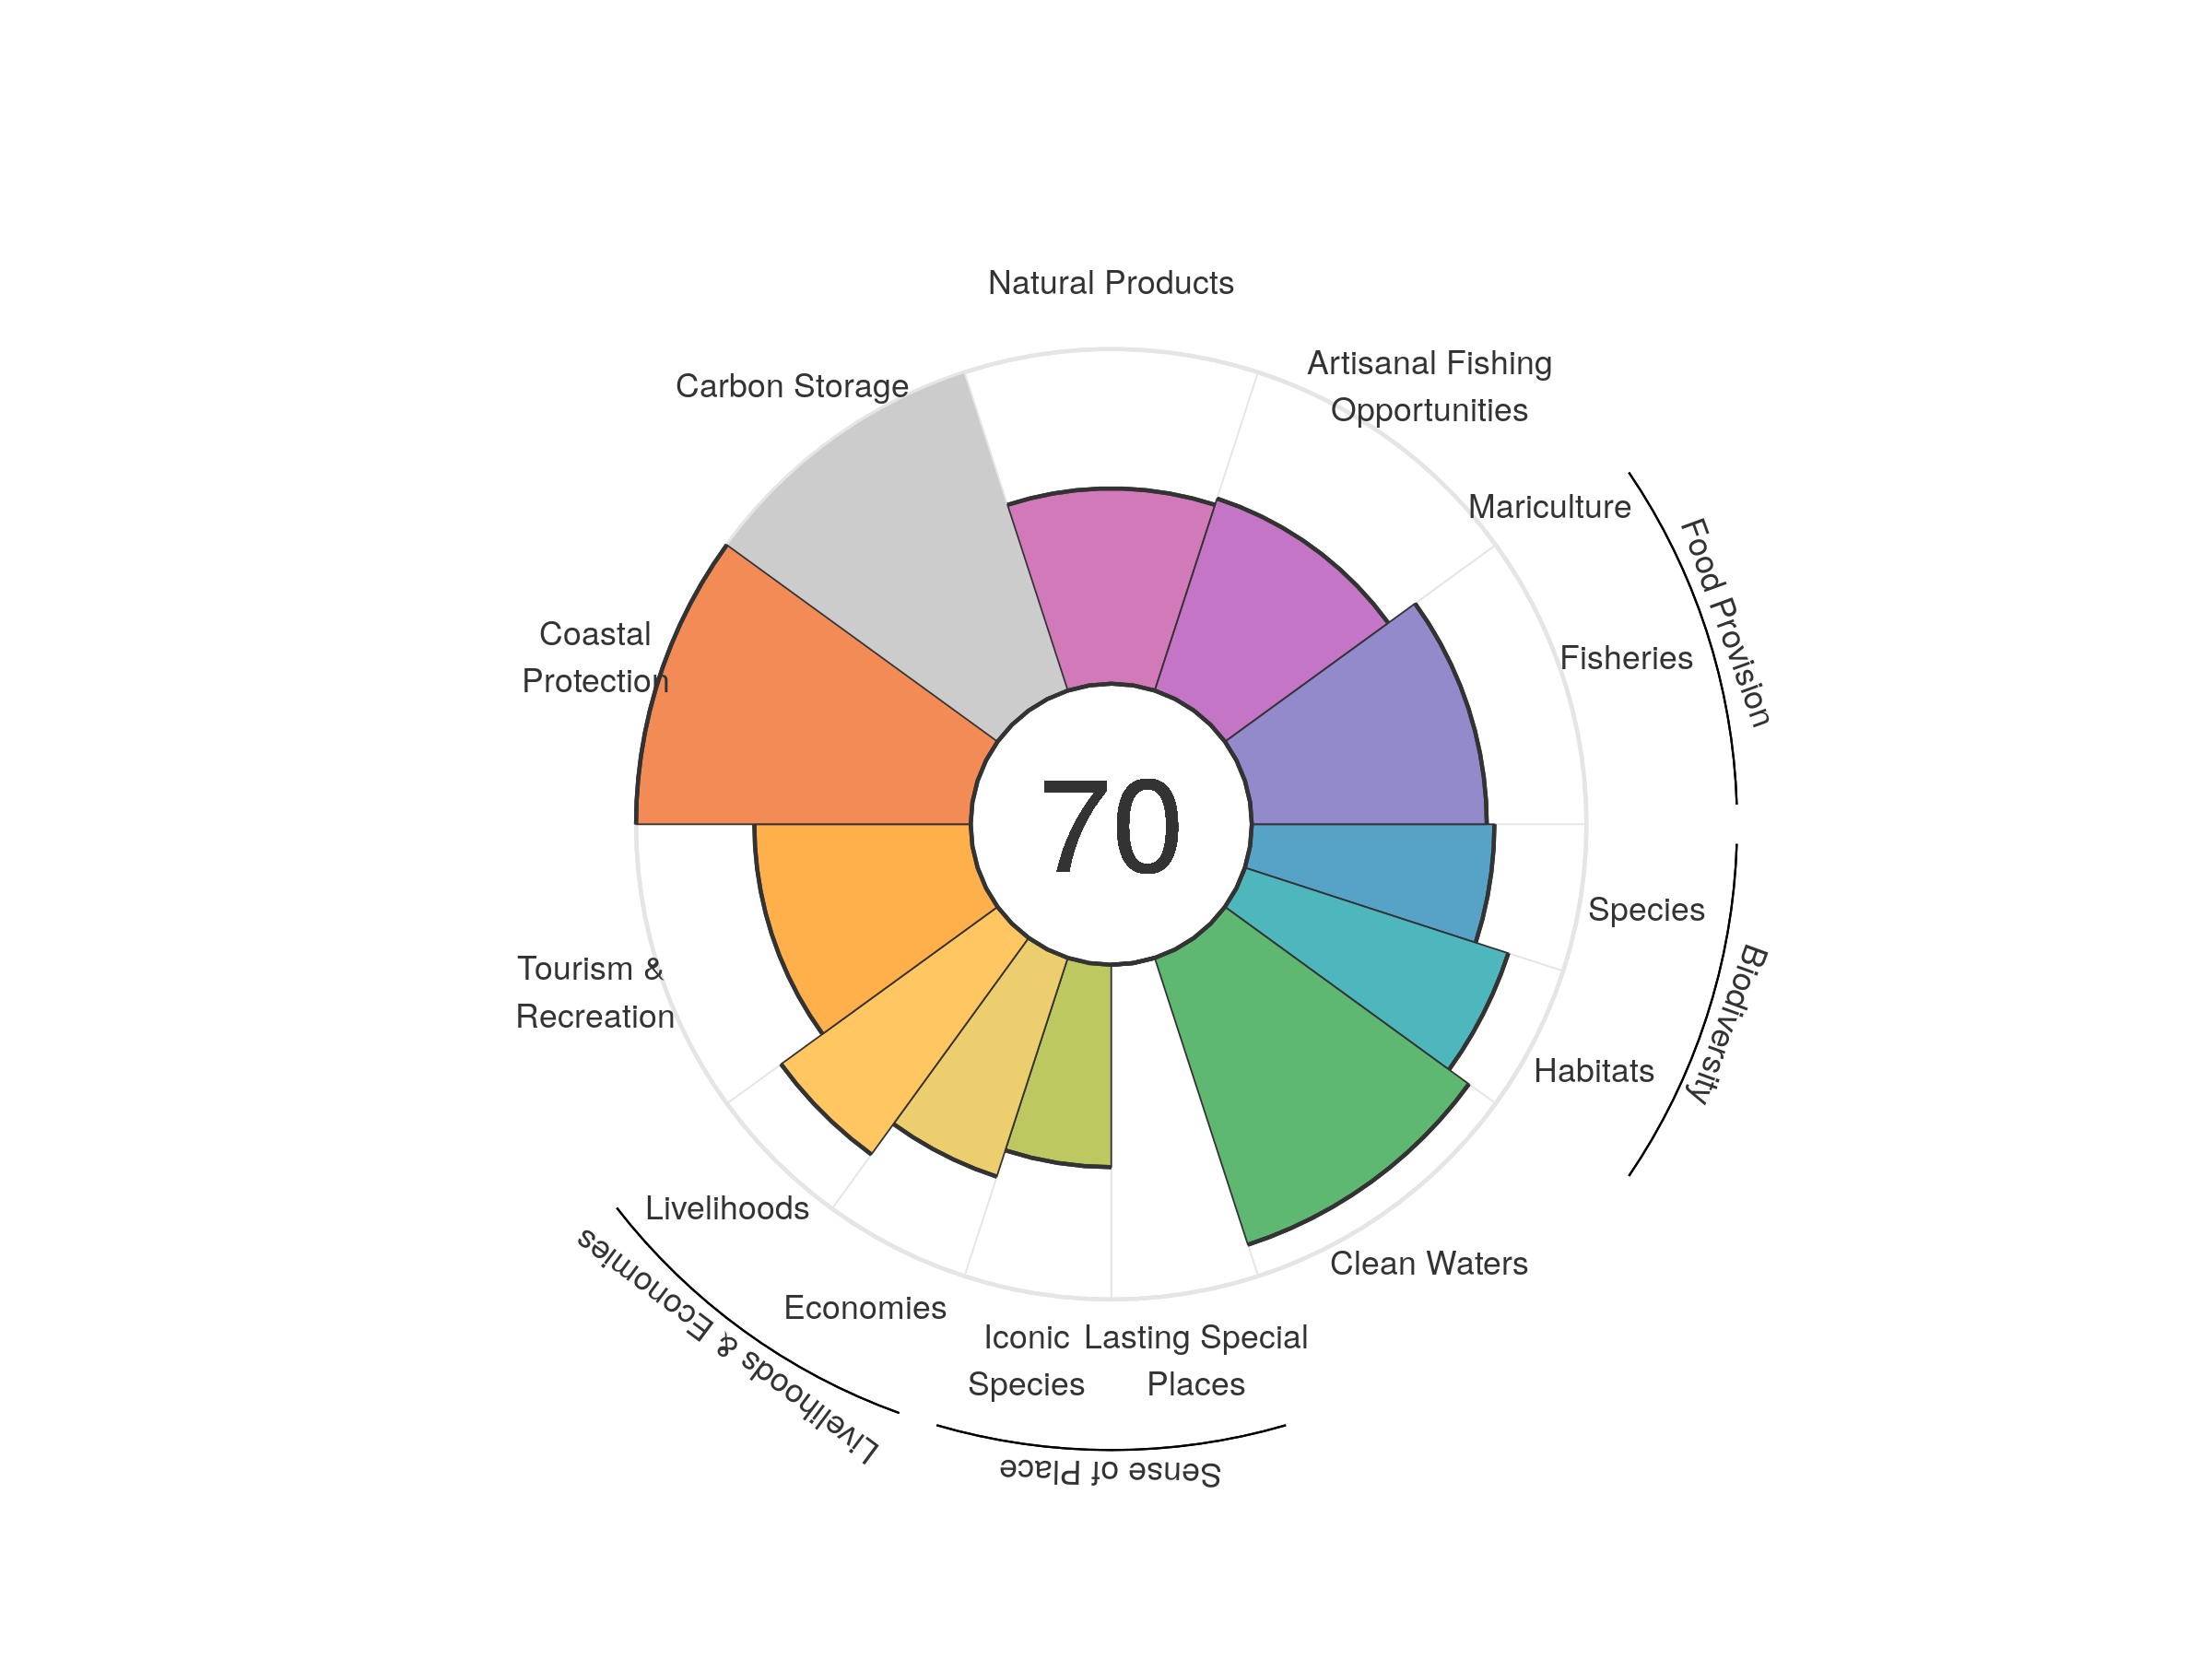 Natural Products
Artisanal Fishing
Opportunities
Carbon Storage
Mariculture
Food Provision
Coastal
Protection
Fisheries
70
Species
Biodiversity
Tourism &
Recreation
Habitats
Livelihoods
Clean Waters
Livelihoods & Economies
Economies
Iconic
Species
Lasting Special
Places
Sense of Place